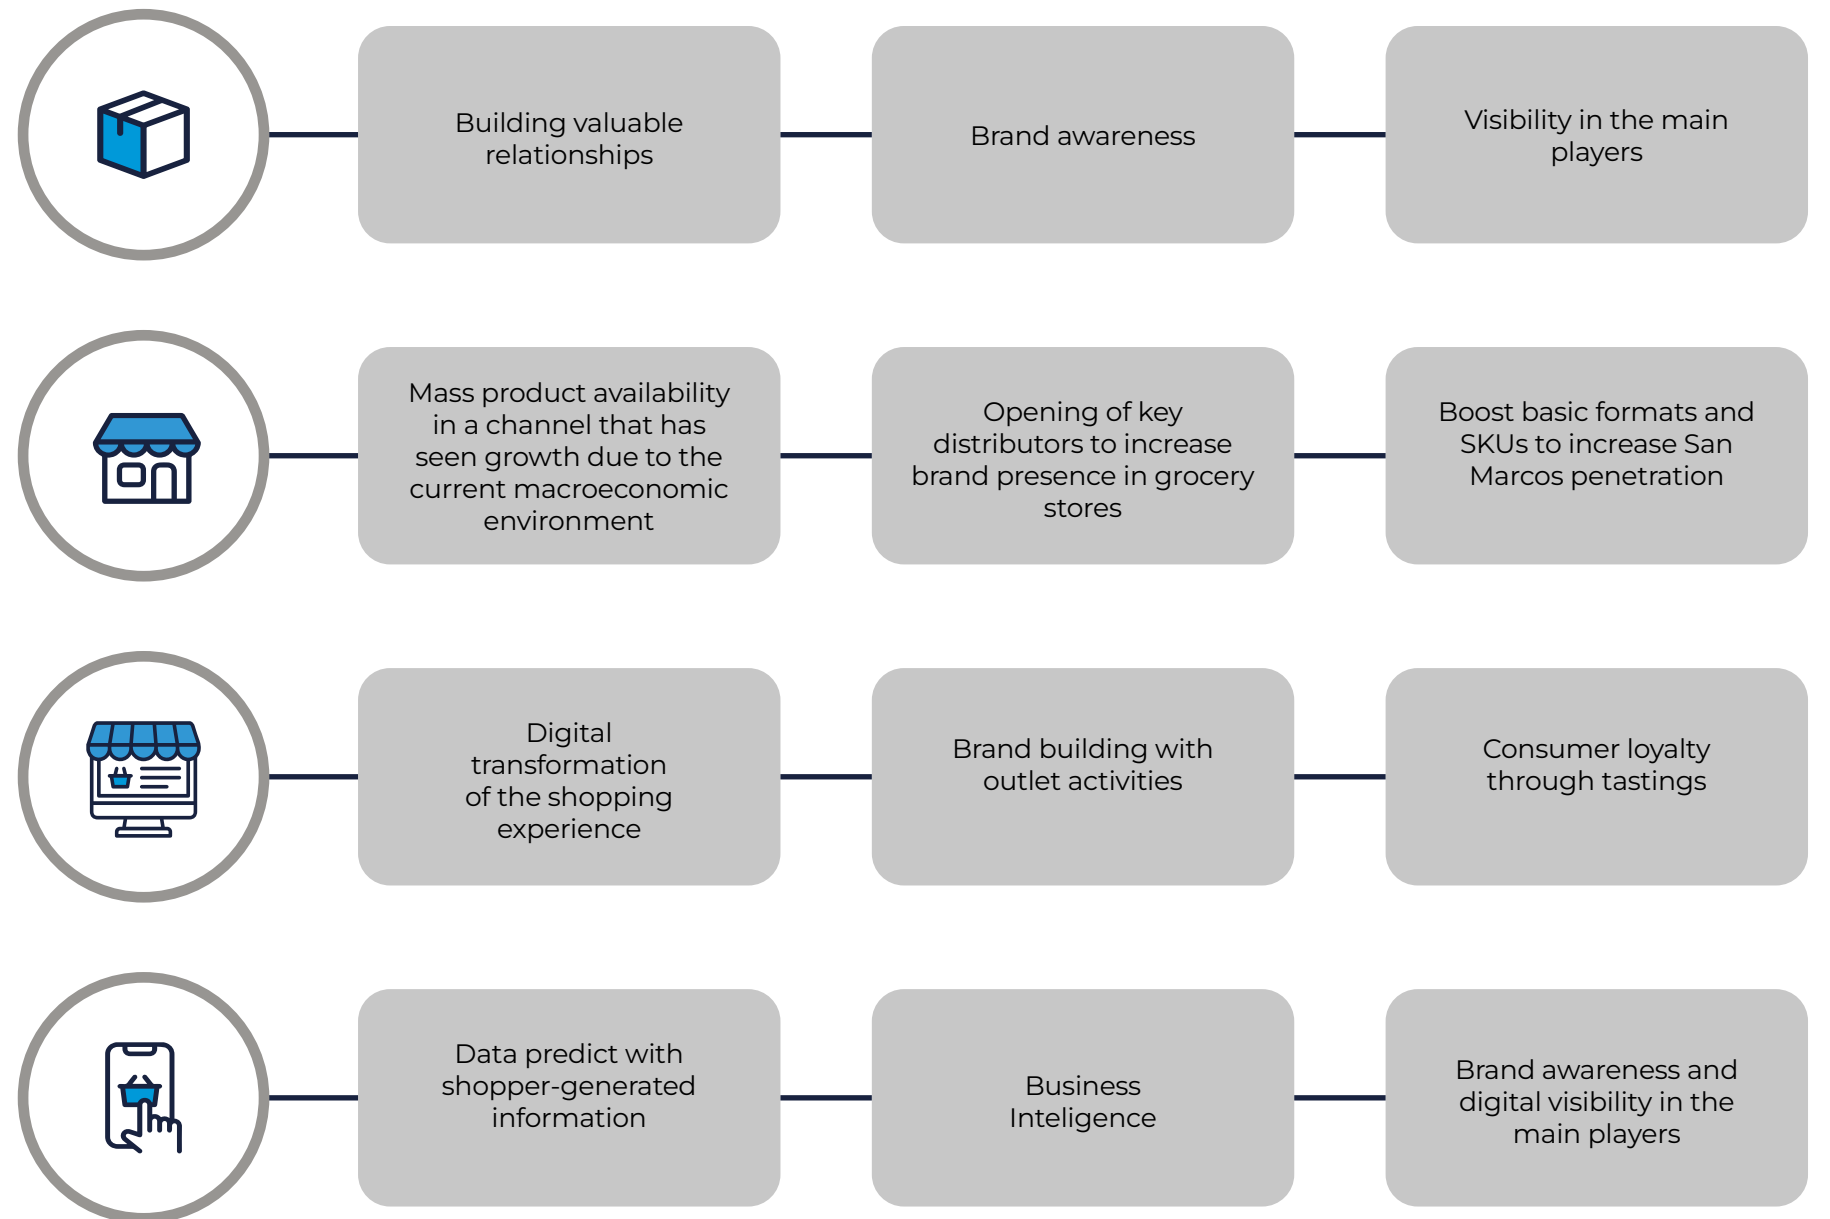 Building valuable
relationships
Brand awareness
Visibility in the main
players
Mass product availability
in a channel that has
seen growth due to the
current macroeconomic
environment
Opening of key
distributors to increase
brand presence in grocery
stores
Boost basic formats and
SKUs to increase San
Marcos penetration
Digital
transformation
of the shopping
experience
Brand building with
outlet activities
Consumer loyalty
through tastings
Data predict with
shopper-generated
information
Business
Inteligence
Brand awareness and
digital visibility in the
main players